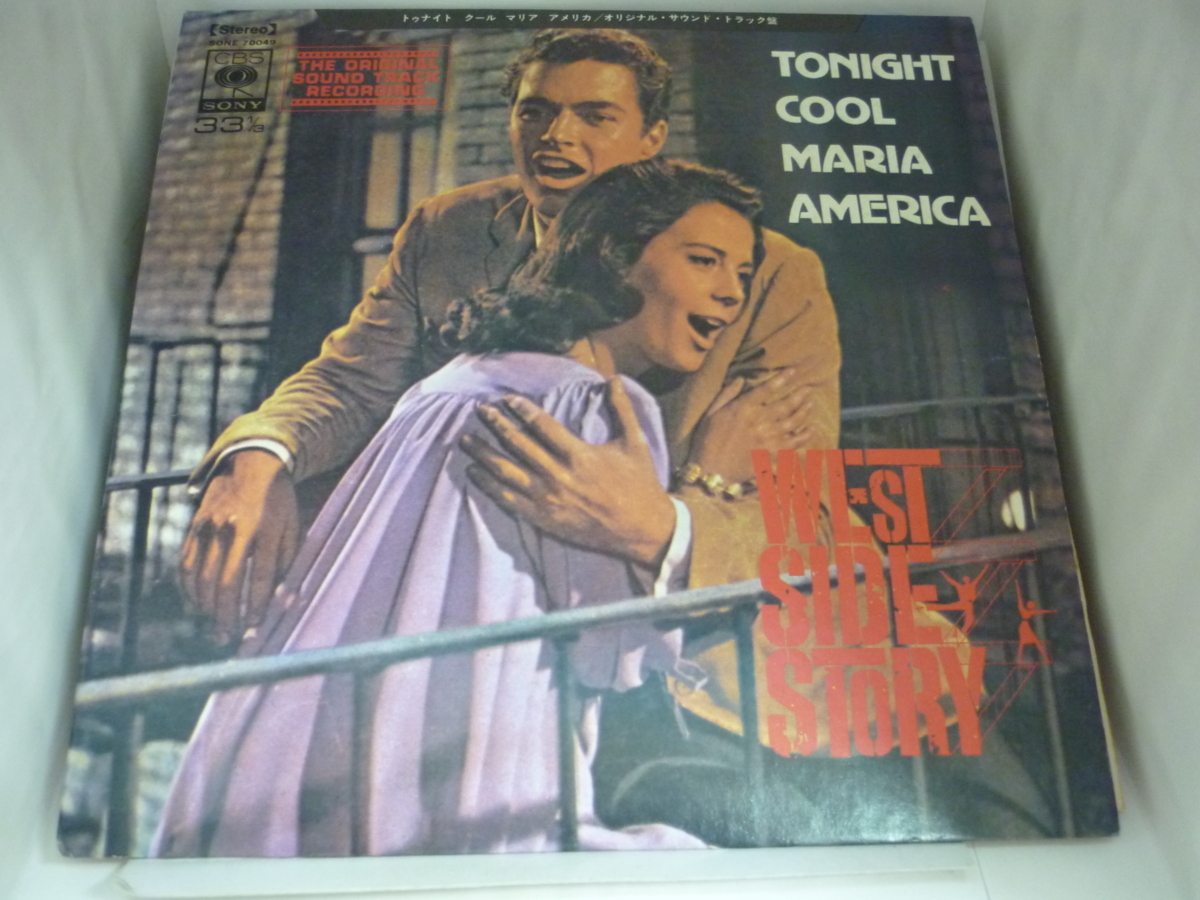 トゥナイト クール マリア アメリカ/オリジナル・サウンド・トラック盤
【Stereo】
SONE 70049
CBS
SONY
33⅓
THE ORIGINAL
SOUND TRACK
RECORDING
TONIGHT
COOL
MARIA
AMERICA
WEST
SIDE
STORY